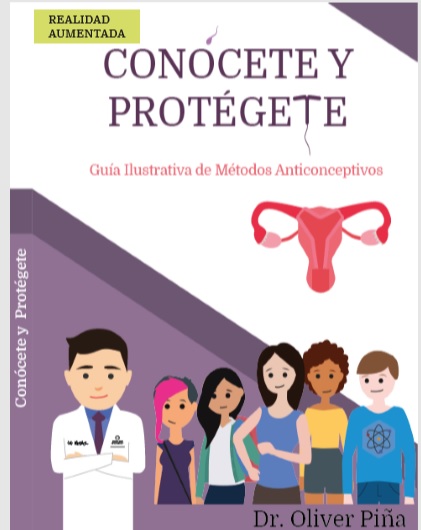 REALIDAD
AUMENTADA
CONÓCETE Y
PROTÉGETE
Guía Ilustrativa de Métodos Anticonceptivos
Conócete y Protégete
Dr. Oliver Piña